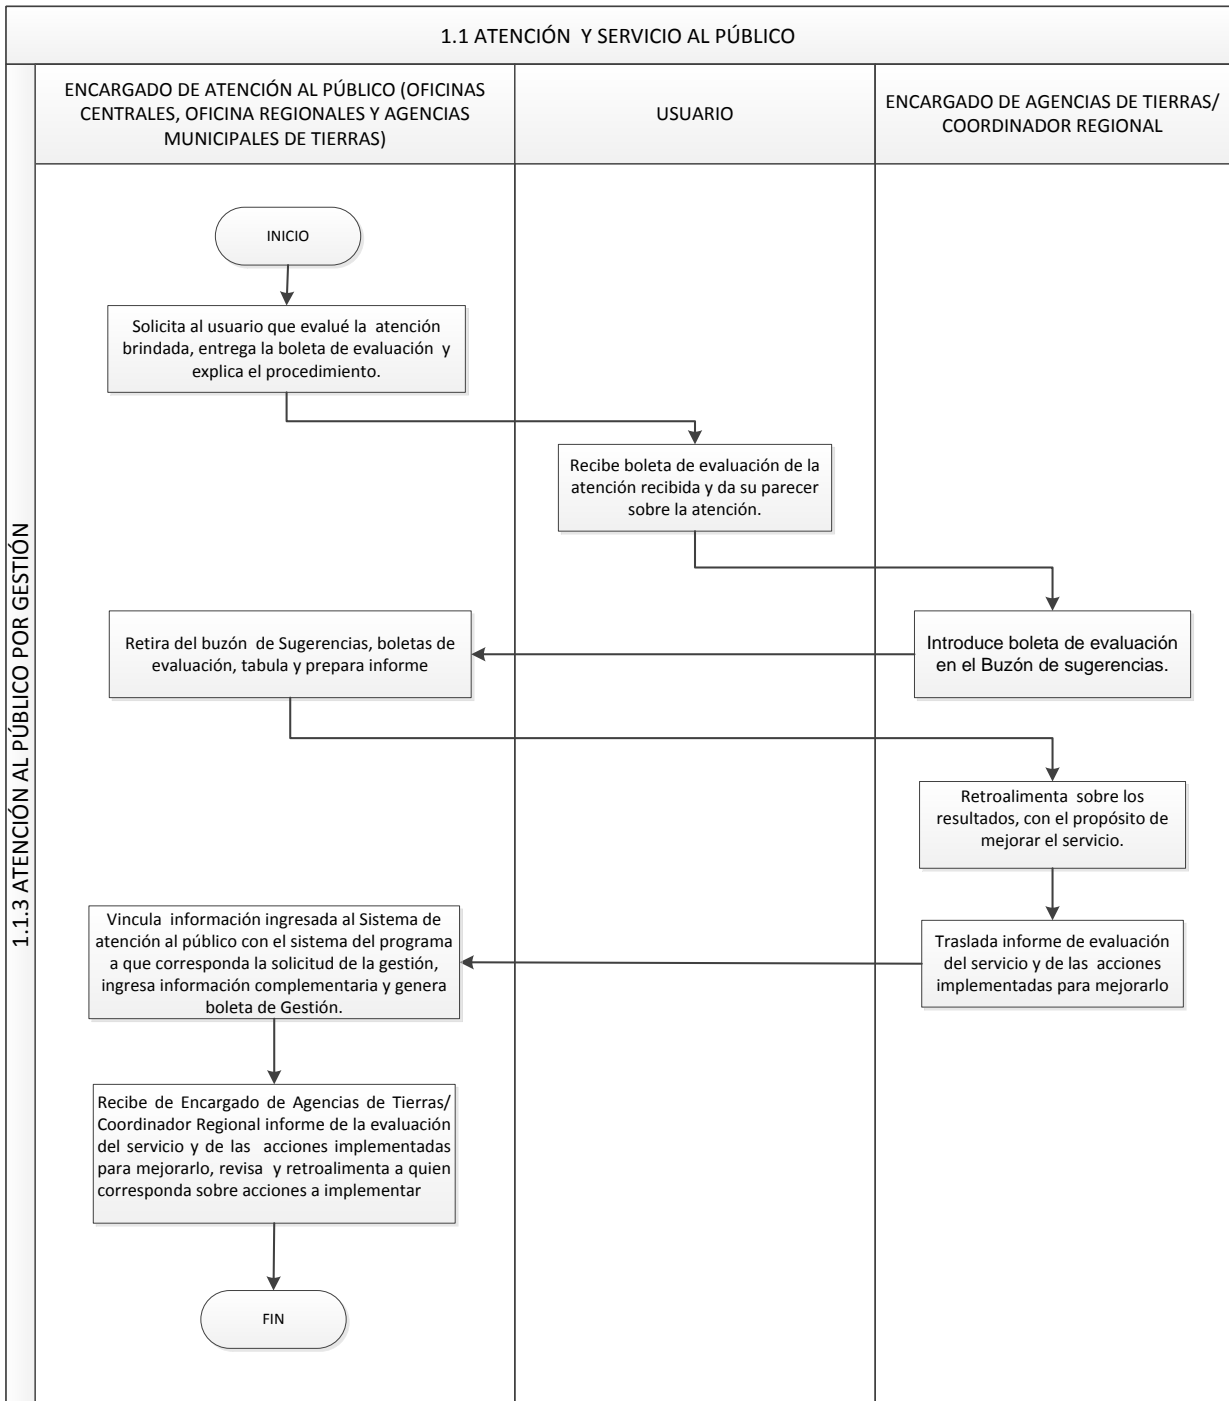 1.1 ATENCIÓN Y SERVICIO AL PÚBLICO
1.1.3 ATENCIÓN AL PÚBLICO POR GESTIÓN
ENCARGADO DE ATENCIÓN AL PÚBLICO (OFICINAS
CENTRALES, OFICINA REGIONALES Y AGENCIAS
MUNICIPALES DE TIERRAS)
USUARIO
ENCARGADO DE AGENCIAS DE TIERRAS/
COORDINADOR REGIONAL
INICIO
Solicita al usuario que evalué la atención
brindada, entrega la boleta de evaluación y
explica el procedimiento.
Recibe boleta de evaluación de la
atención recibida y da su parecer
sobre la atención.
Introduce boleta de evaluación
en el Buzón de sugerencias.
Retira del buzón de Sugerencias, boletas de
evaluación, tabula y prepara informe
Retroalimenta sobre los
resultados, con el propósito de
mejorar el servicio.
Traslada informe de evaluación
del servicio y de las acciones
implementadas para mejorarlo
Vincula información ingresada al Sistema de
atención al público con el sistema del programa
a que corresponda la solicitud de la gestión,
ingresa información complementaria y genera
boleta de Gestión.
Recibe de Encargado de Agencias de Tierras/
Coordinador Regional informe de la evaluación
del servicio y de las acciones implementadas
para mejorarlo, revisa y retroalimenta a quien
corresponda sobre acciones a implementar
FIN